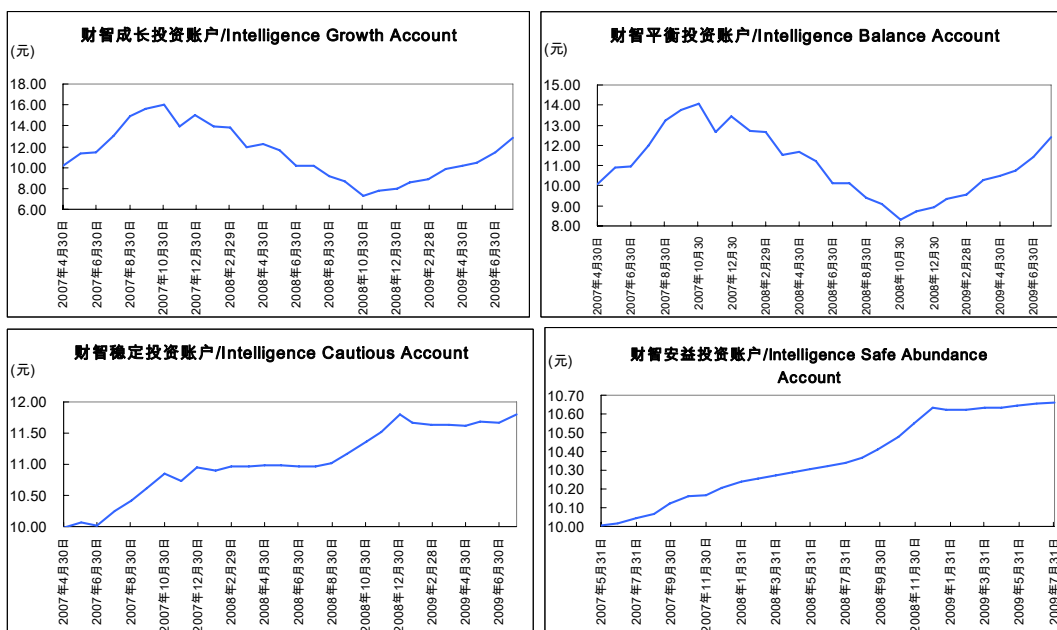 财智成长投资账户/Intelligence Growth Account
(元)
18.00
16.00
14.00
12.00
10.00
8.00
6.00
2007年4月30日
2007年6月30日
2007年8月30日
2007年10月30日
2007年12月30日
2008年2月29日
2008年4月30日
2008年6月30日
2008年8月30日
2008年10月30日
2008年12月30日
2009年2月28日
2009年4月30日
2009年6月30日
财智平衡投资账户/Intelligence Balance Account
(元)
15.00
14.00
13.00
12.00
11.00
10.00
9.00
8.00
2007年4月30日
2007年6月30日
2007年8月30日
2007年10月30
2007年12月30
2008年2月29日
2008年4月30日
2008年6月30日
2008年8月30日
2008年10月30
2008年12月30
2009年2月28日
2009年4月30日
2009年6月30日
财智稳定投资账户/Intelligence Cautious Account
(元)
12.00
11.50
11.00
10.50
10.00
2007年4月30日
2007年6月30日
2007年8月30日
2007年10月30日
2007年12月30日
2008年2月29日
2008年4月30日
2008年6月30日
2008年8月30日
2008年10月30日
2008年12月30日
2009年2月28日
2009年4月30日
2009年6月30日
财智安益投资账户/Intelligence Safe Abundance
Account
(元)
10.70
10.60
10.50
10.40
10.30
10.20
10.10
10.00
2007年5月31日
2007年7月31日
2007年9月30日
2007年11月30日
2008年1月31日
2008年3月31日
2008年5月31日
2008年7月31日
2008年9月30日
2008年11月30日
2009年1月31日
2009年3月31日
2009年5月31日
2009年7月31日